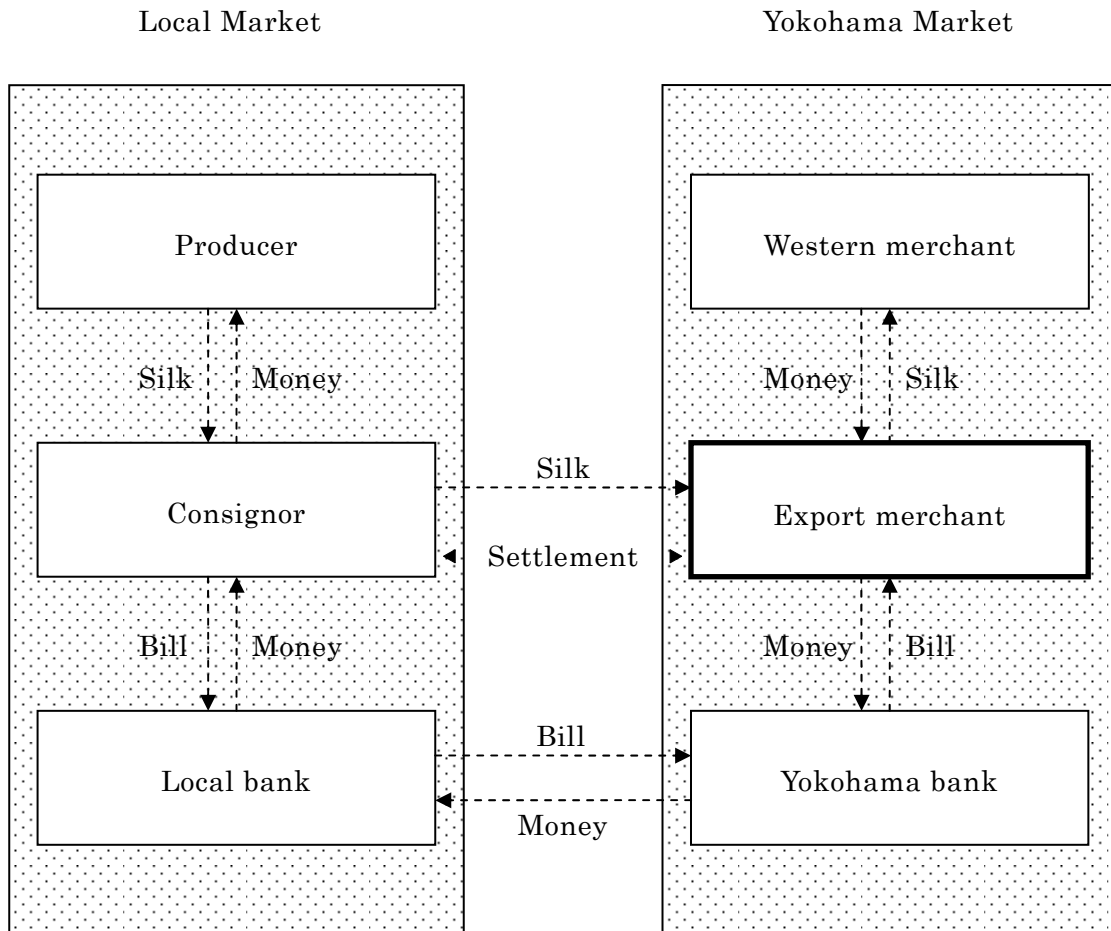 Local Market
Yokohama Market
Producer
Western merchant
Silk
Money
Money
Silk
Silk
Consignor
Export merchant
Settlement
Bill
Money
Money
Bill
Bill
Local bank
Yokohama bank
Money